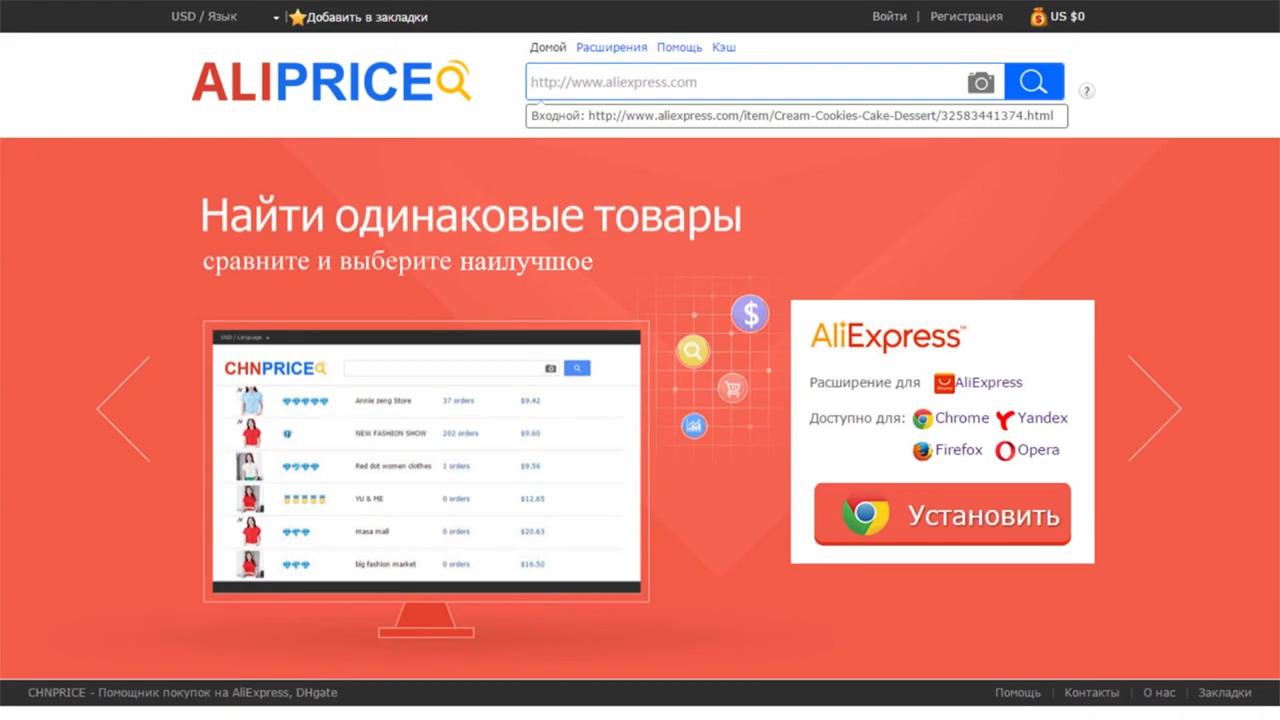 USD / Язык
Добавить в закладки
Войти | Регистрация
US $0
ALIPRICE
Домой Расширения Помощь Кэш
http://www.aliexpress.com
?
Входной: http://www.aliexpress.com/item/Cream-Cookies-Cake-Dessert/32583441374.html
Найти одинаковые товары
сравните и выберите наилучшое
USD / Language
CHNPRICE
Annie zeng Store 37 orders $9.42
NEW FASHION SHOW 202 orders $9.60
Red dot women clothes 1 orders $9.56
YU & ME 0 orders $12.65
masa mall 0 orders $20.63
big fashion market 0 orders $16.50
$
AliExpress™
Расширение для AliExpress
Доступно для: Chrome Yandex
Firefox Opera
Установить
CHNPRICE - Помощник покупок на AliExpress, DHgate
Помощь | Контакты | О нас | Закладки